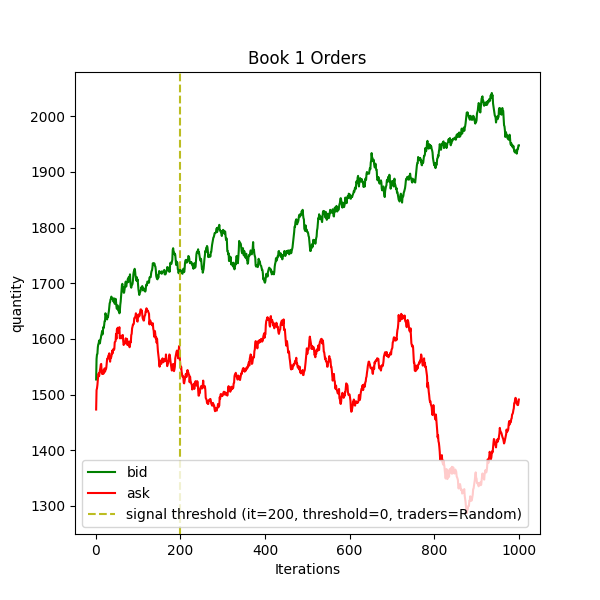 Book 1 Orders
quantity
2000
1900
1800
1700
1600
1500
1400
1300
bid
ask
signal threshold (it=200, threshold=0, traders=Random)
0 200 400 600 800 1000
Iterations